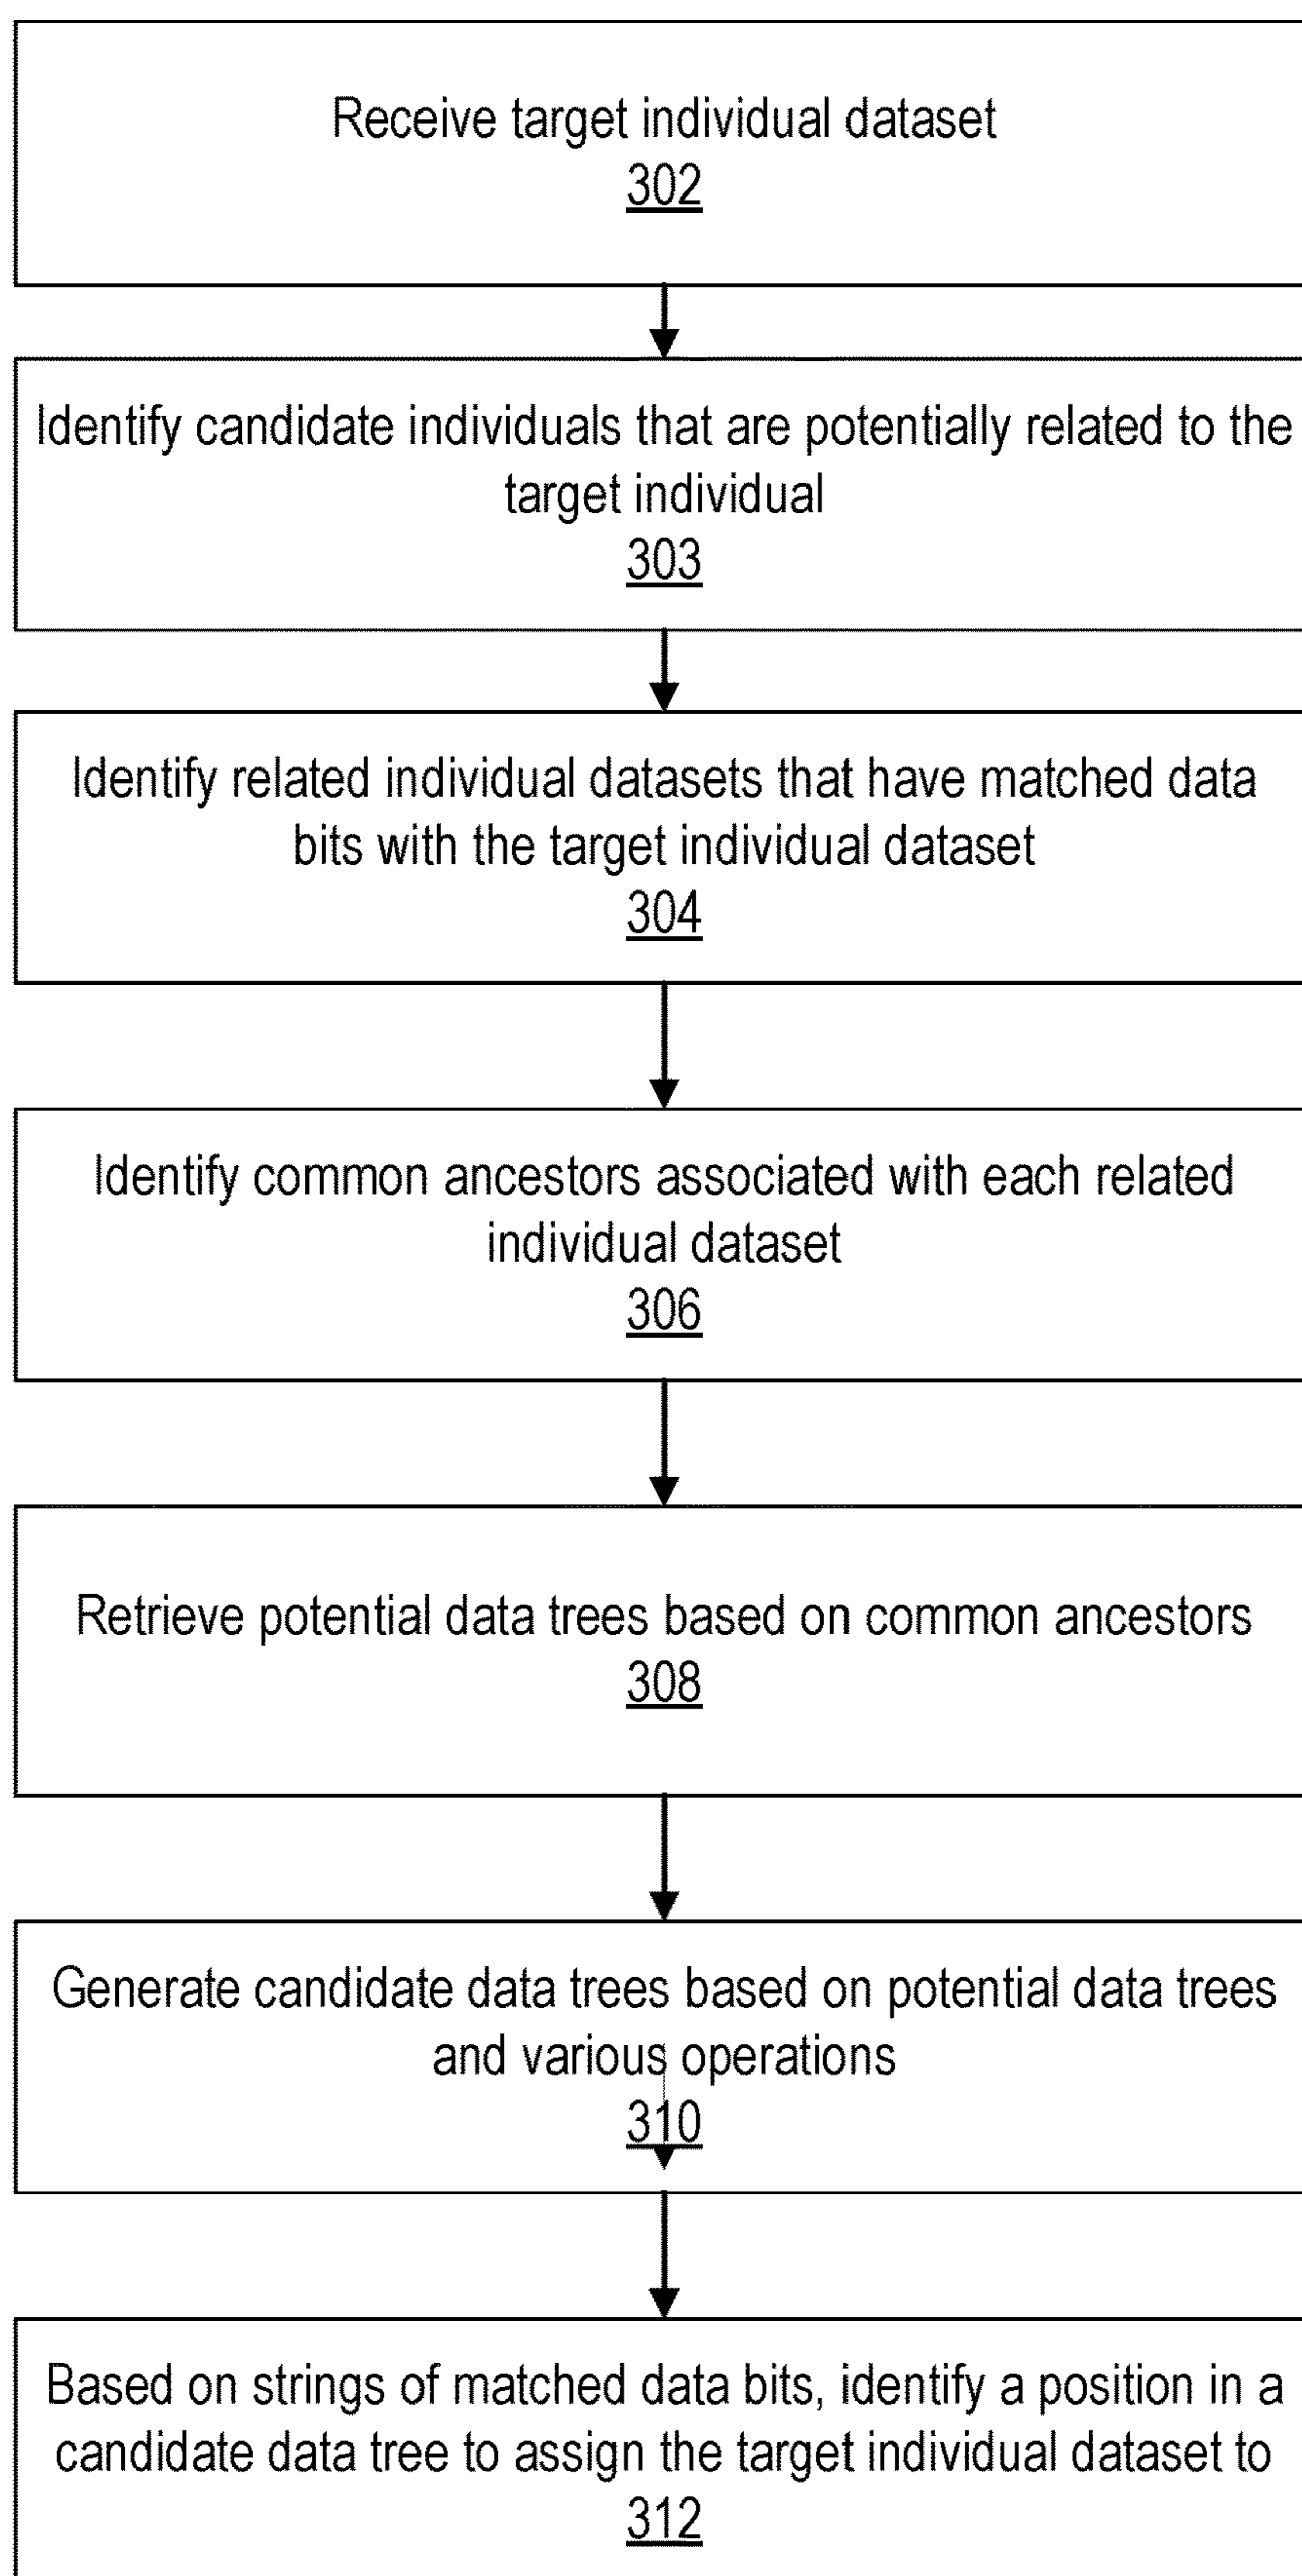 Receive target individual dataset
302
Identify candidate individuals that are potentially related to the
target individual
303
Identify related individual datasets that have matched data
bits with the target individual dataset
304
Identify common ancestors associated with each related
individual dataset
306
Retrieve potential data trees based on common ancestors
308
Generate candidate data trees based on potential data trees
and various operations
310
Based on strings of matched data bits, identify a position in a
candidate data tree to assign the target individual dataset to
312